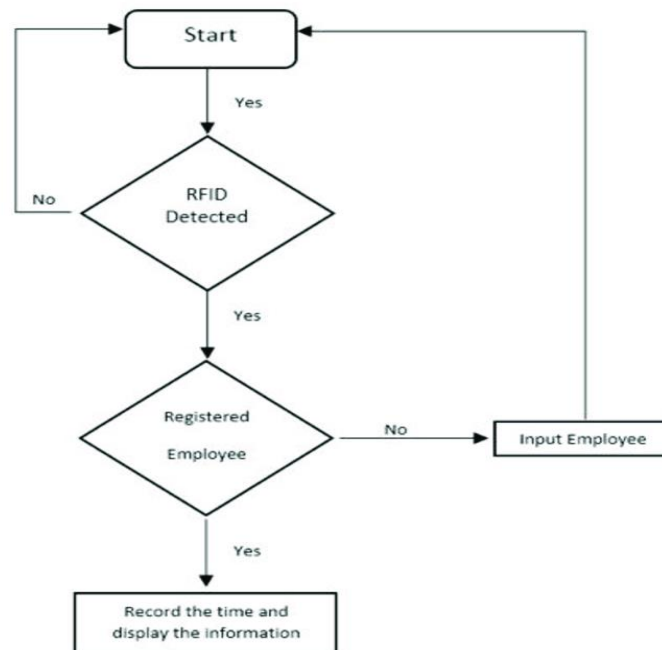 Start
Yes
No
RFID
Detected
Yes
Registered
Employee
No
Input Employee
Yes
Record the time and
display the information